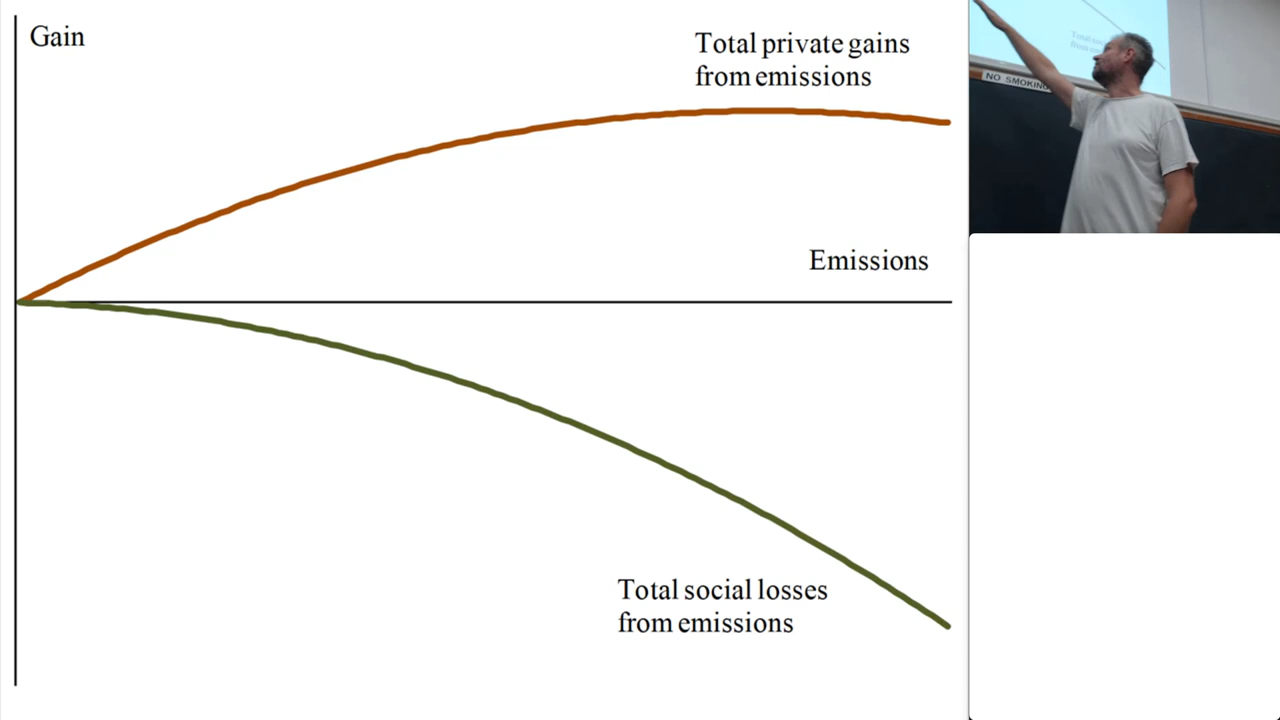 Gain
Total private gains
from emissions
Emissions
Total social losses
from emissions
NO SMOKING